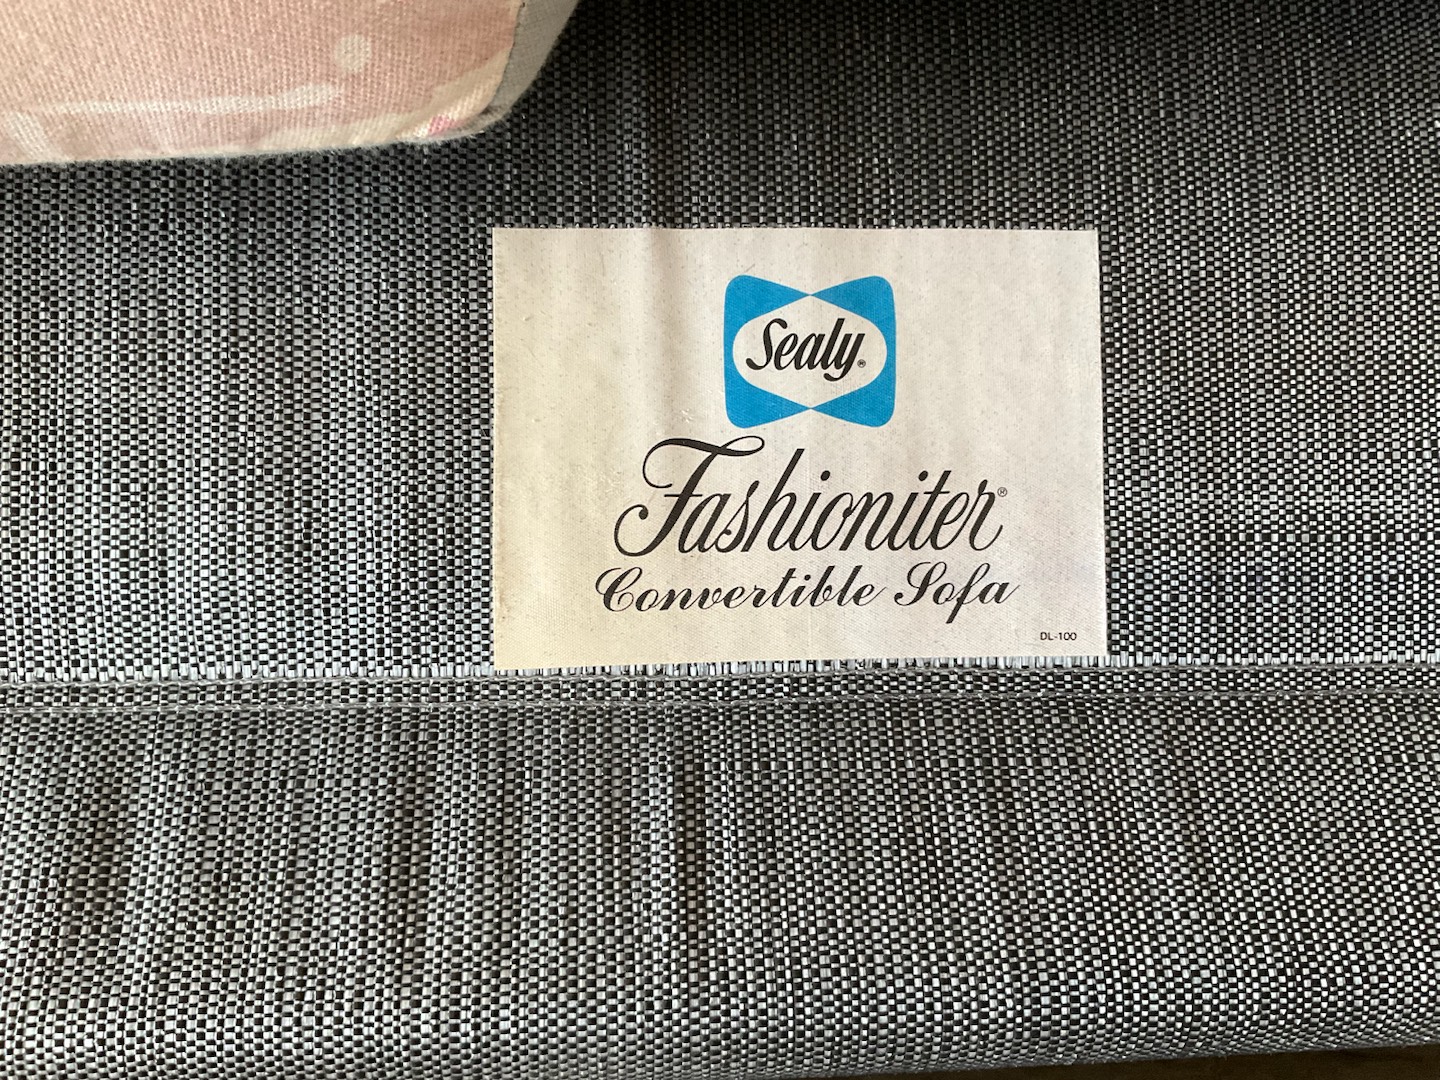 Sealy®
Fashioniter®
Convertible Sofa
DL-100